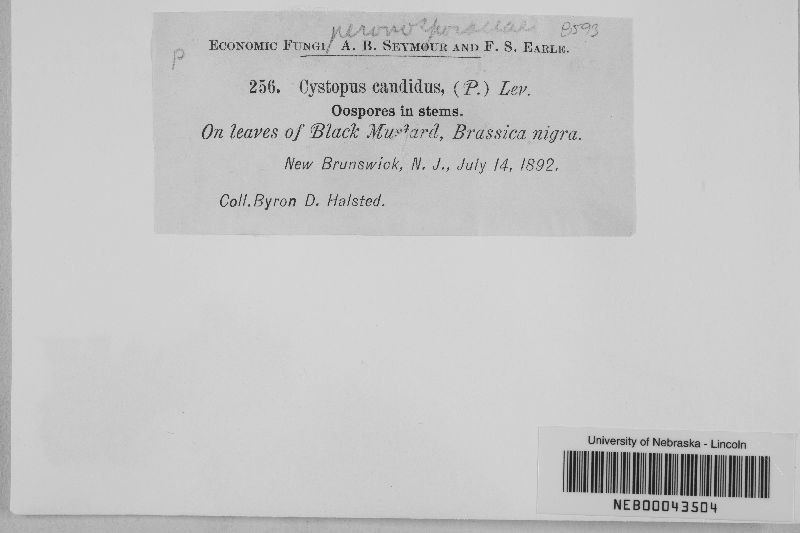 peronosporaceae 8593
P
ECONOMIC FUNGI, A. B. SEYMOUR AND F. S. EARLE.
256. Cystopus candidus, (P.) Lev.
Oospores in stems.
On leaves of Black Mustard, Brassica nigra.
New Brunswick, N. J., July 14, 1892.
Coll. Byron D. Halsted.
University of Nebraska - Lincoln
NEB00043504